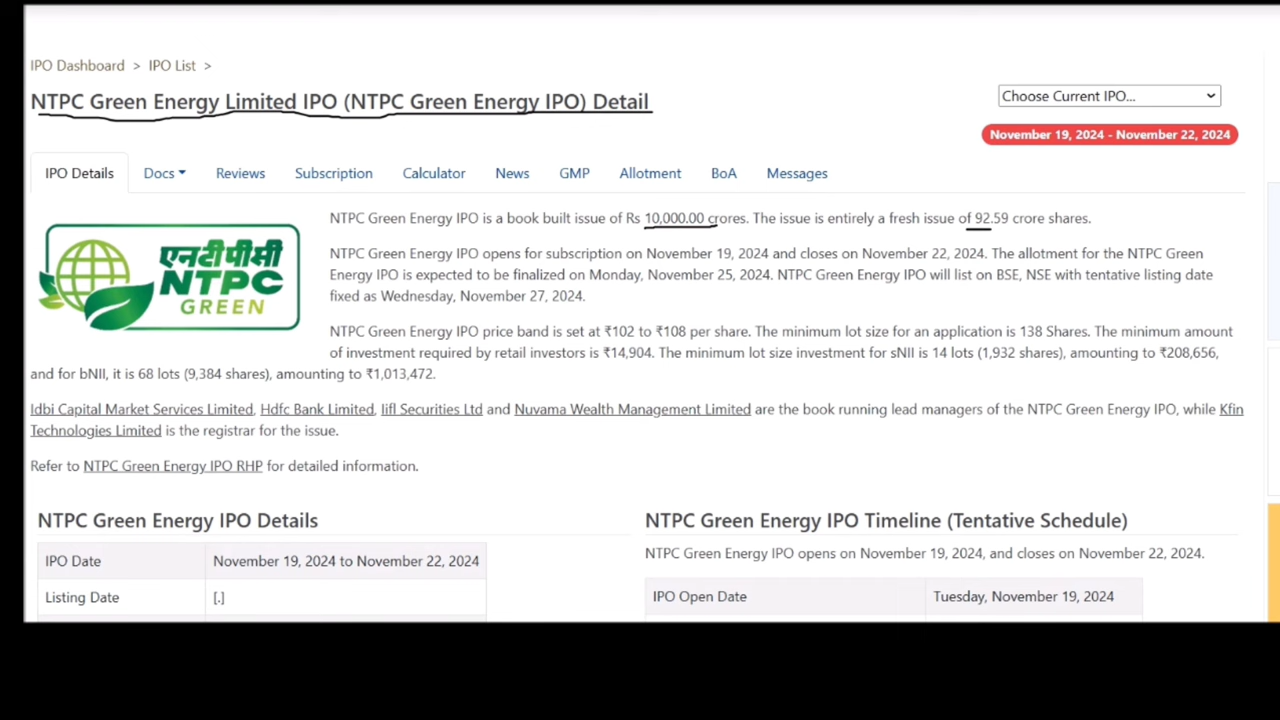 IPO Dashboard > IPO List >
NTPC Green Energy Limited IPO (NTPC Green Energy IPO) Detail
Choose Current IPO...
November 19, 2024 - November 22, 2024
IPO Details Docs Reviews Subscription Calculator News GMP Allotment BoA Messages
एनटीपीसी
NTPC
GREEN
NTPC Green Energy IPO is a book built issue of Rs 10,000.00 crores. The issue is entirely a fresh issue of 92.59 crore shares.
NTPC Green Energy IPO opens for subscription on November 19, 2024 and closes on November 22, 2024. The allotment for the NTPC Green
Energy IPO is expected to be finalized on Monday, November 25, 2024. NTPC Green Energy IPO will list on BSE, NSE with tentative listing date
fixed as Wednesday, November 27, 2024.
NTPC Green Energy IPO price band is set at ₹102 to ₹108 per share. The minimum lot size for an application is 138 Shares. The minimum amount
of investment required by retail investors is ₹14,904. The minimum lot size investment for sNII is 14 lots (1,932 shares), amounting to ₹208,656,
and for bNII, it is 68 lots (9,384 shares), amounting to ₹1,013,472.
Idbi Capital Market Services Limited, Hdfc Bank Limited, Iifl Securities Ltd and Nuvama Wealth Management Limited are the book running lead managers of the NTPC Green Energy IPO, while Kfin
Technologies Limited is the registrar for the issue.
Refer to NTPC Green Energy IPO RHP for detailed information.
NTPC Green Energy IPO Details
IPO Date November 19, 2024 to November 22, 2024
Listing Date [.]
NTPC Green Energy IPO Timeline (Tentative Schedule)
NTPC Green Energy IPO opens on November 19, 2024, and closes on November 22, 2024.
IPO Open Date Tuesday, November 19, 2024